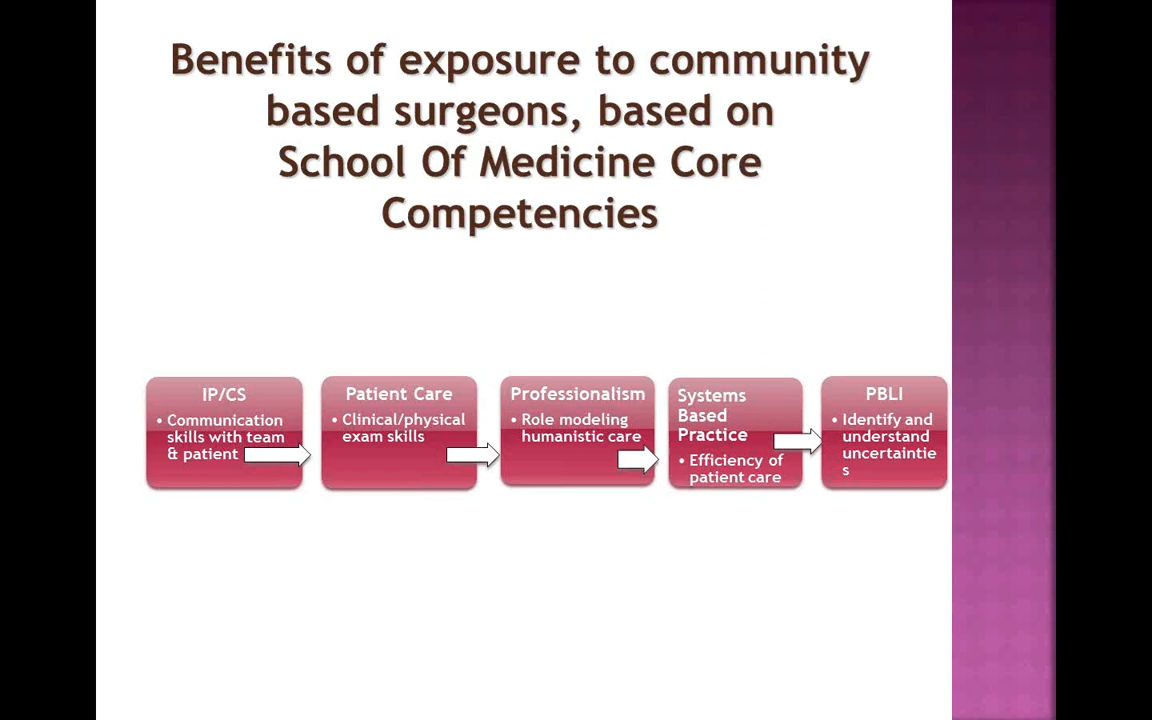 Benefits of exposure to community
based surgeons, based on
School Of Medicine Core
Competencies
IP/CS
• Communication
skills with team
& patient
Patient Care
• Clinical/physical
exam skills
Professionalism
• Role modeling
humanistic care
Systems
Based
Practice
• Efficiency of
patient care
PBLI
• Identify and
understand
uncertaintie
s